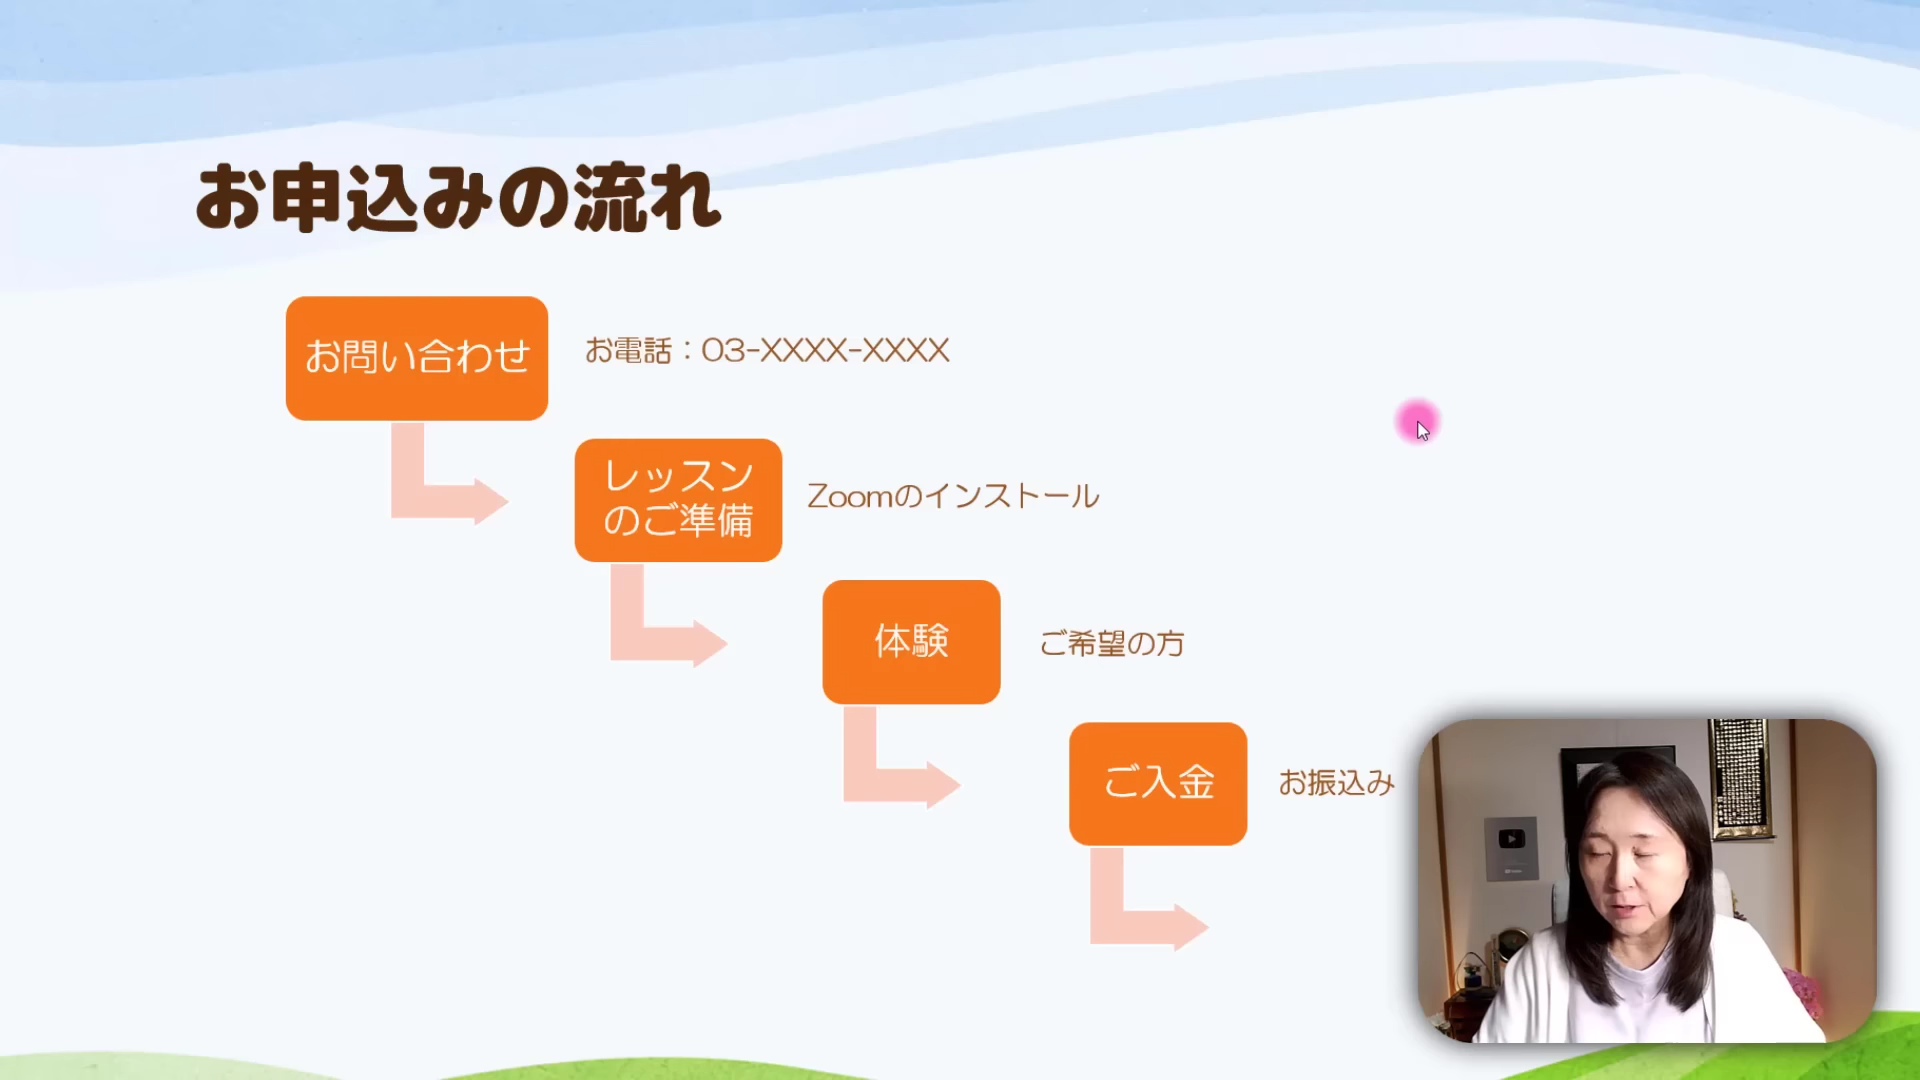 お申込みの流れ
お問い合わせ
お電話：03-XXXX-XXXX
レッスン
のご準備
Zoomのインストール
体験
ご希望の方
ご入金
お振込み